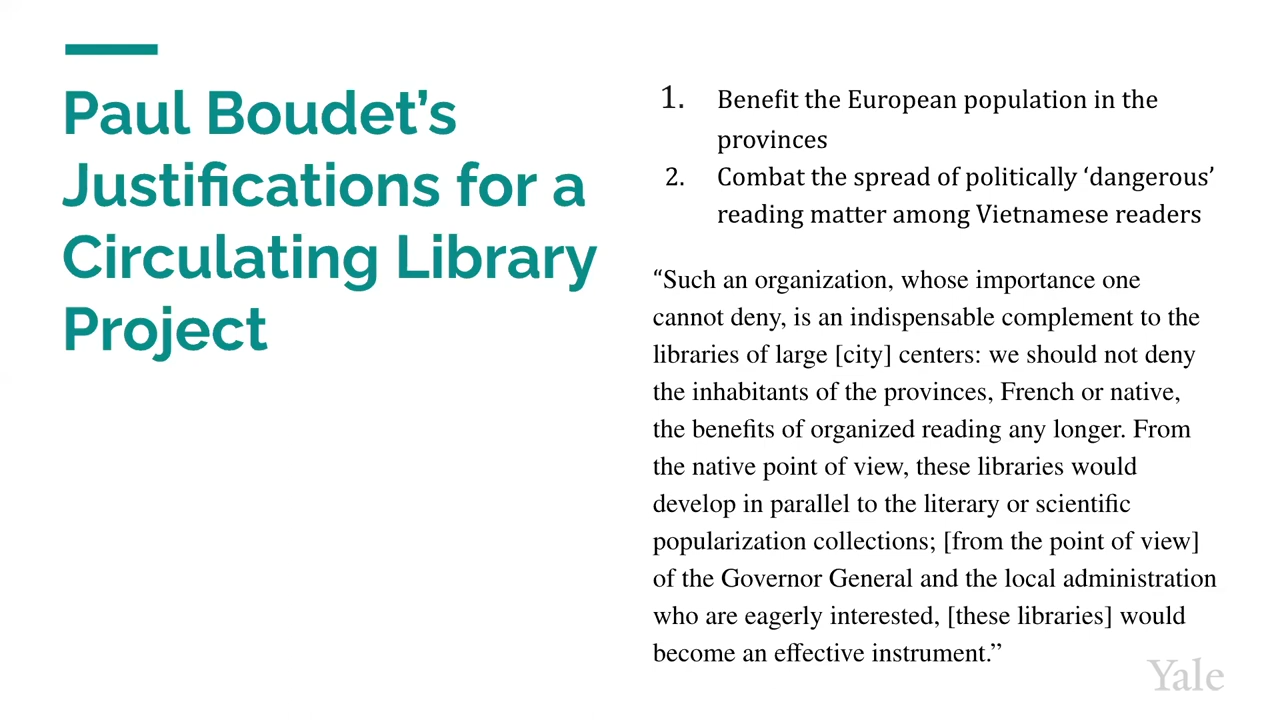 Paul Boudet’s
Justifications for a
Circulating Library
Project
1. Benefit the European population in the
provinces
2. Combat the spread of politically ‘dangerous’
reading matter among Vietnamese readers
“Such an organization, whose importance one
cannot deny, is an indispensable complement to the
libraries of large [city] centers: we should not deny
the inhabitants of the provinces, French or native,
the benefits of organized reading any longer. From
the native point of view, these libraries would
develop in parallel to the literary or scientific
popularization collections; [from the point of view]
of the Governor General and the local administration
who are eagerly interested, [these libraries] would
become an effective instrument.”
Yale